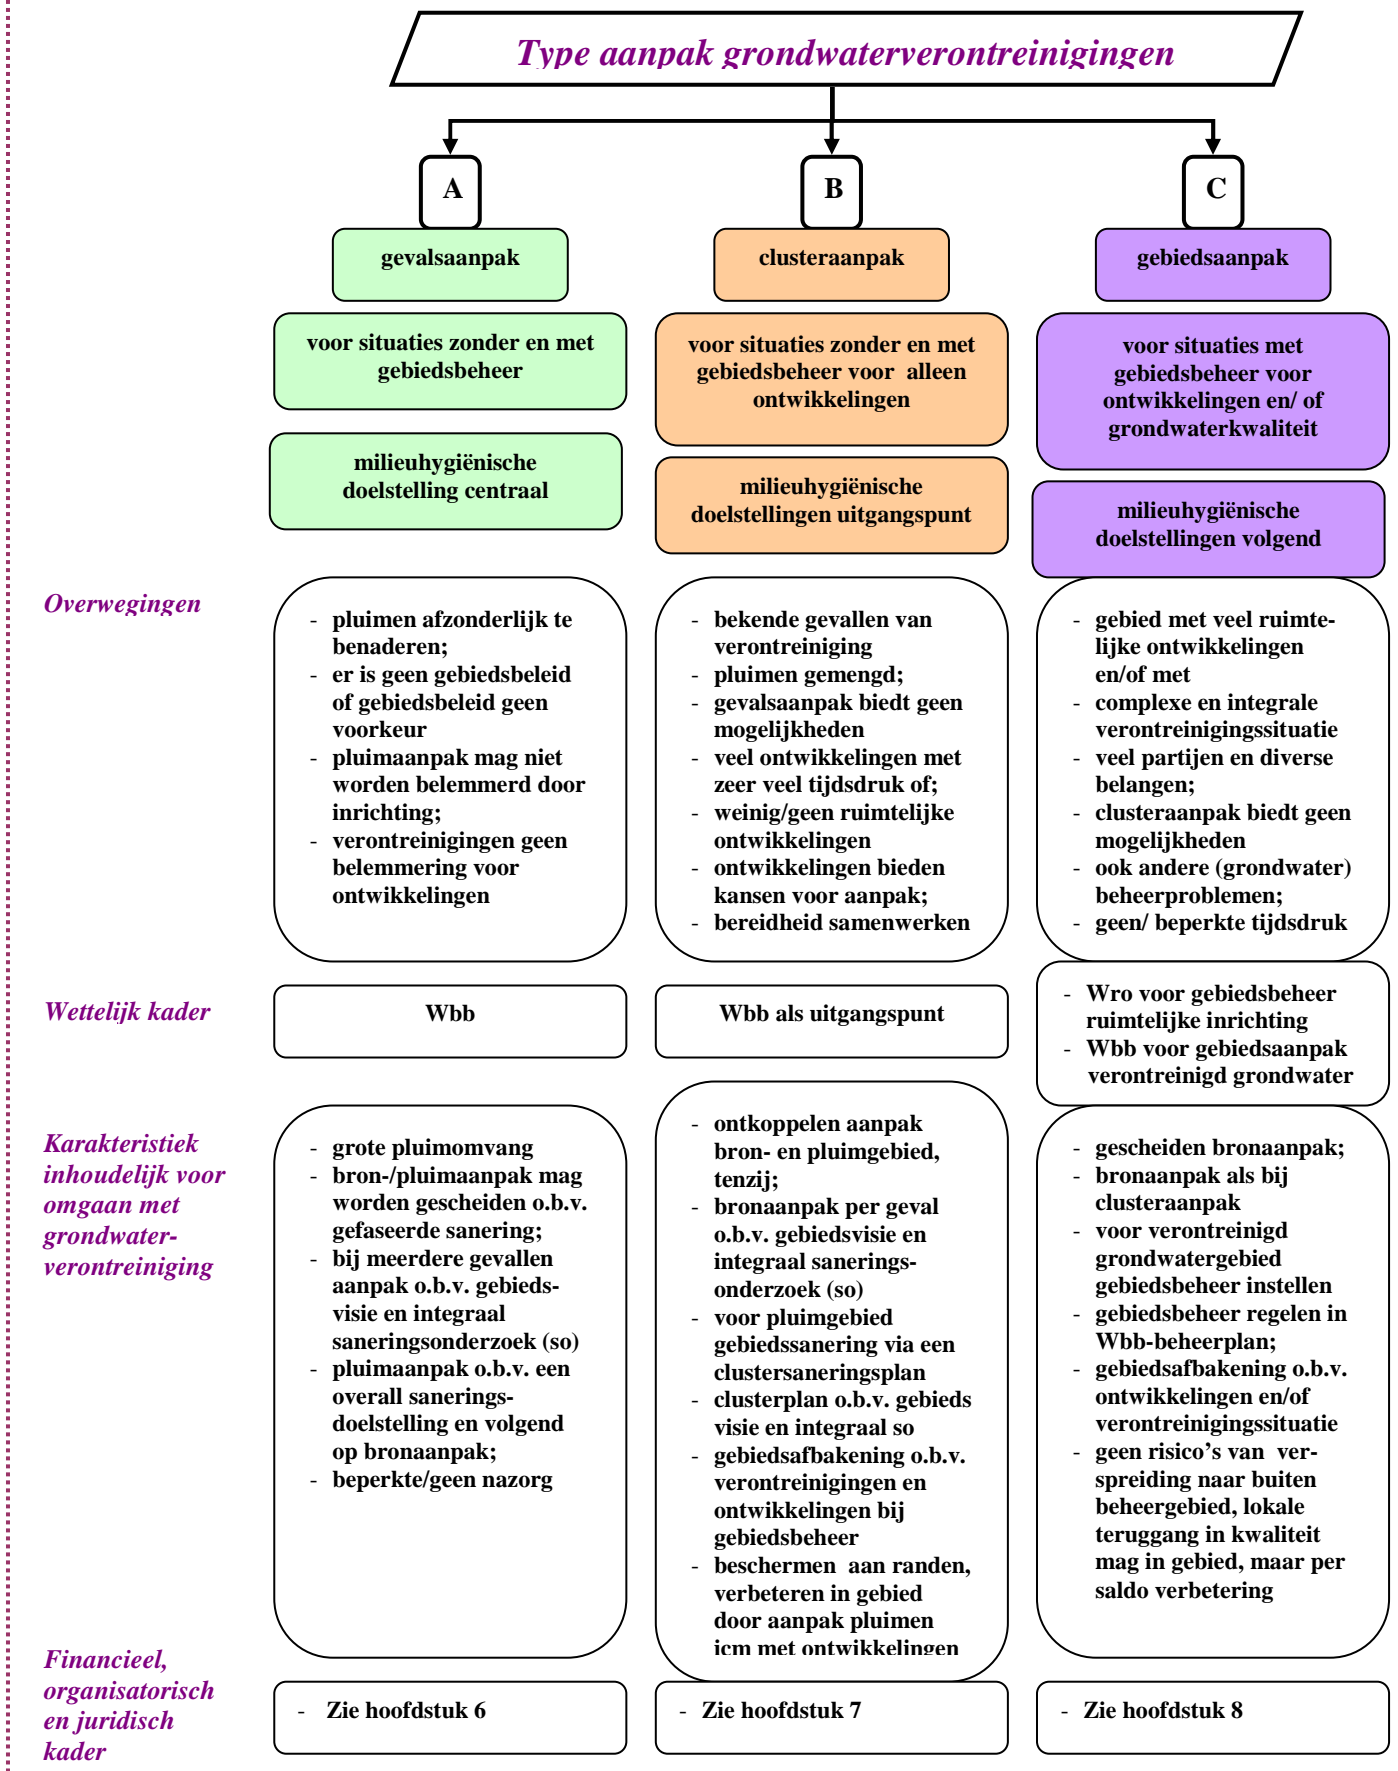 Type aanpak grondwaterverontreinigingen
A
B
C
gevalsaanpak
clusteraanpak
gebiedsaanpak
voor situaties zonder en met
gebiedsbeheer
voor situaties zonder en met
gebiedsbeheer voor alleen
ontwikkelingen
voor situaties met
gebiedsbeheer voor
ontwikkelingen en/ of
grondwaterkwaliteit
milieuhygiënische
doelstelling centraal
milieuhygiënische
doelstellingen uitgangspunt
milieuhygiënische
doelstellingen volgend
Overwegingen
- pluimen afzonderlijk te
benaderen;
- er is geen gebiedsbeleid
of gebiedsbeleid geen
voorkeur
- pluimaanpak mag niet
worden belemmerd door
inrichting;
- verontreinigingen geen
belemmering voor
ontwikkelingen
- bekende gevallen van
verontreiniging
- pluimen gemengd;
- gevalsaanpak biedt geen
mogelijkheden
- veel ontwikkelingen met
zeer veel tijdsdruk of;
- weinig/geen ruimtelijke
ontwikkelingen
- ontwikkelingen bieden
kansen voor aanpak;
- bereidheid samenwerken
- gebied met veel ruimte-
lijke ontwikkelingen
en/of met
- complexe en integrale
verontreinigingssituatie
- veel partijen en diverse
belangen;
- clusteraanpak biedt geen
mogelijkheden
- ook andere (grondwater)
beheerproblemen;
- geen/ beperkte tijdsdruk
Wettelijk kader
Wbb
Wbb als uitgangspunt
- Wro voor gebiedsbeheer
ruimtelijke inrichting
- Wbb voor gebiedsaanpak
verontreinigd grondwater
Karakteristiek
inhoudelijk voor
omgaan met
grondwater-
verontreiniging
- grote pluimomvang
- bron-/pluimaanpak mag
worden gescheiden o.b.v.
gefaseerde sanering;
- bij meerdere gevallen
aanpak o.b.v. gebieds-
visie en integraal
saneringsonderzoek (so)
- pluimaanpak o.b.v. een
overall sanerings-
doelstelling en volgend
op bronaanpak;
- beperkte/geen nazorg
- ontkoppelen aanpak
bron- en pluimgebied,
tenzij;
- bronaanpak per geval
o.b.v. gebiedsvisie en
integraal sanerings-
onderzoek (so)
- voor pluimgebied
gebiedssanering via een
clustersaneringsplan
- clusterplan o.b.v. gebieds
visie en integraal so
- gebiedsafbakening o.b.v.
verontreinigingen en
ontwikkelingen bij
gebiedsbeheer
- beschermen aan randen,
verbeteren in gebied
door aanpak pluimen
icm met ontwikkelingen
- gescheiden bronaanpak;
- bronaanpak als bij
clusteraanpak
- voor verontreinigd
grondwatergebied
gebiedsbeheer instellen
- gebiedsbeheer regelen in
Wbb-beheerplan;
- gebiedsafbakening o.b.v.
ontwikkelingen en/of
verontreinigingssituatie
- geen risico's van ver-
spreiding naar buiten
beheergebied, lokale
teruggang in kwaliteit
mag in gebied, maar per
saldo verbetering
Financieel,
organisatorisch
en juridisch
kader
- Zie hoofdstuk 6
- Zie hoofdstuk 7
- Zie hoofdstuk 8